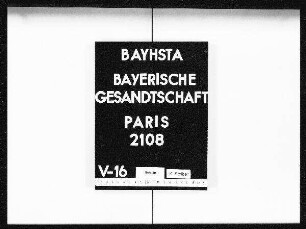 BAYHSTA
BAYERISCHE
GESANDTSCHAFT
PARIS
2108
V-16